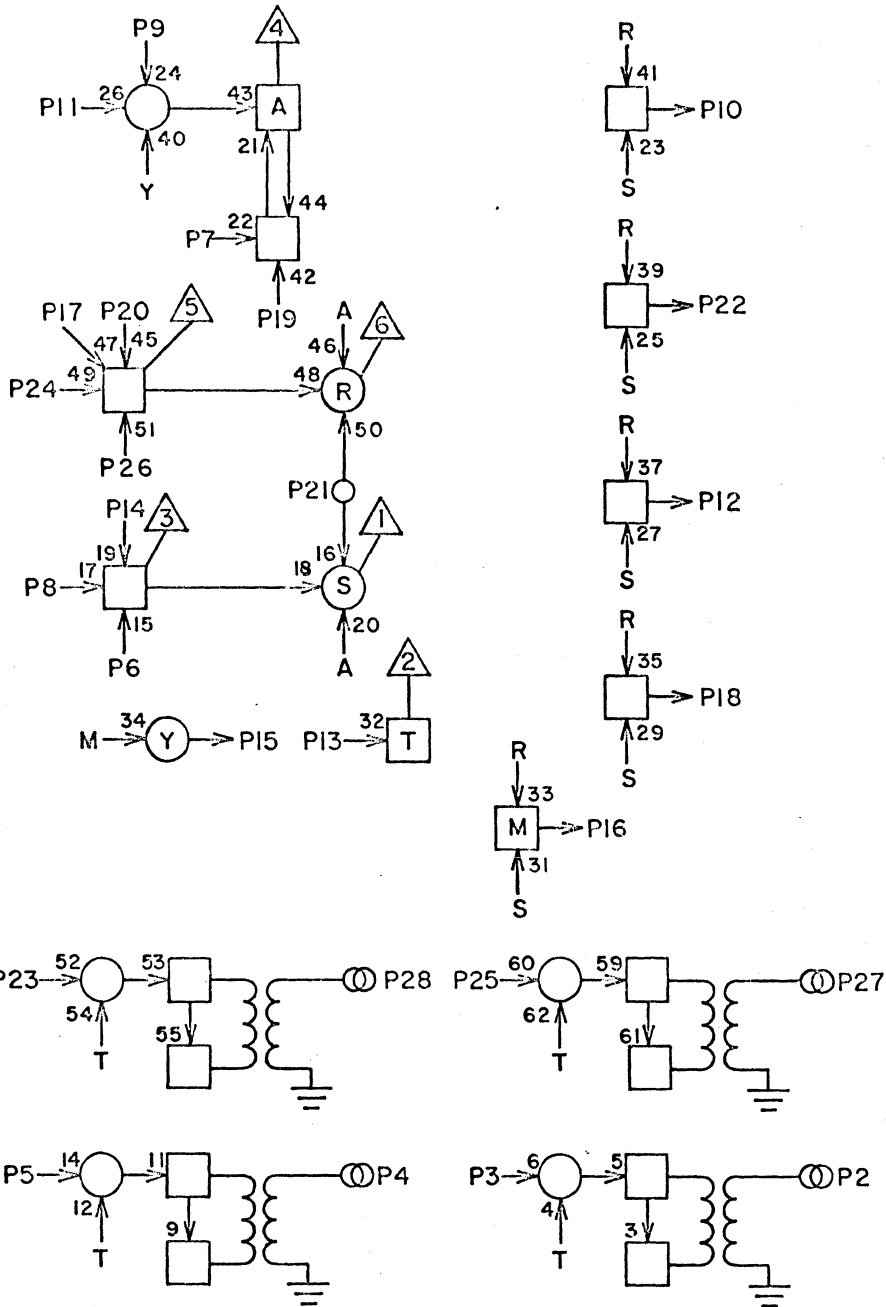 P9
4
R
24
41
P11
26
43
A
P10
40
21
23
Y
44
S
P7
22
R
42
39
P19
P22
P17
P20
5
A
6
25
47
45
46
S
P24
49
48
R
51
50
R
P26
37
P21
P12
P14
3
1
27
19
16
S
P8
17
18
S
15
20
R
P6
A
2
35
P18
M
34
Y
P15
P13
32
T
29
R
S
33
M
P16
31
S
P23
52
53
P28
P25
60
59
P27
54
62
T
55
T
61
P5
14
11
P4
P3
6
5
P2
12
4
T
9
T
3